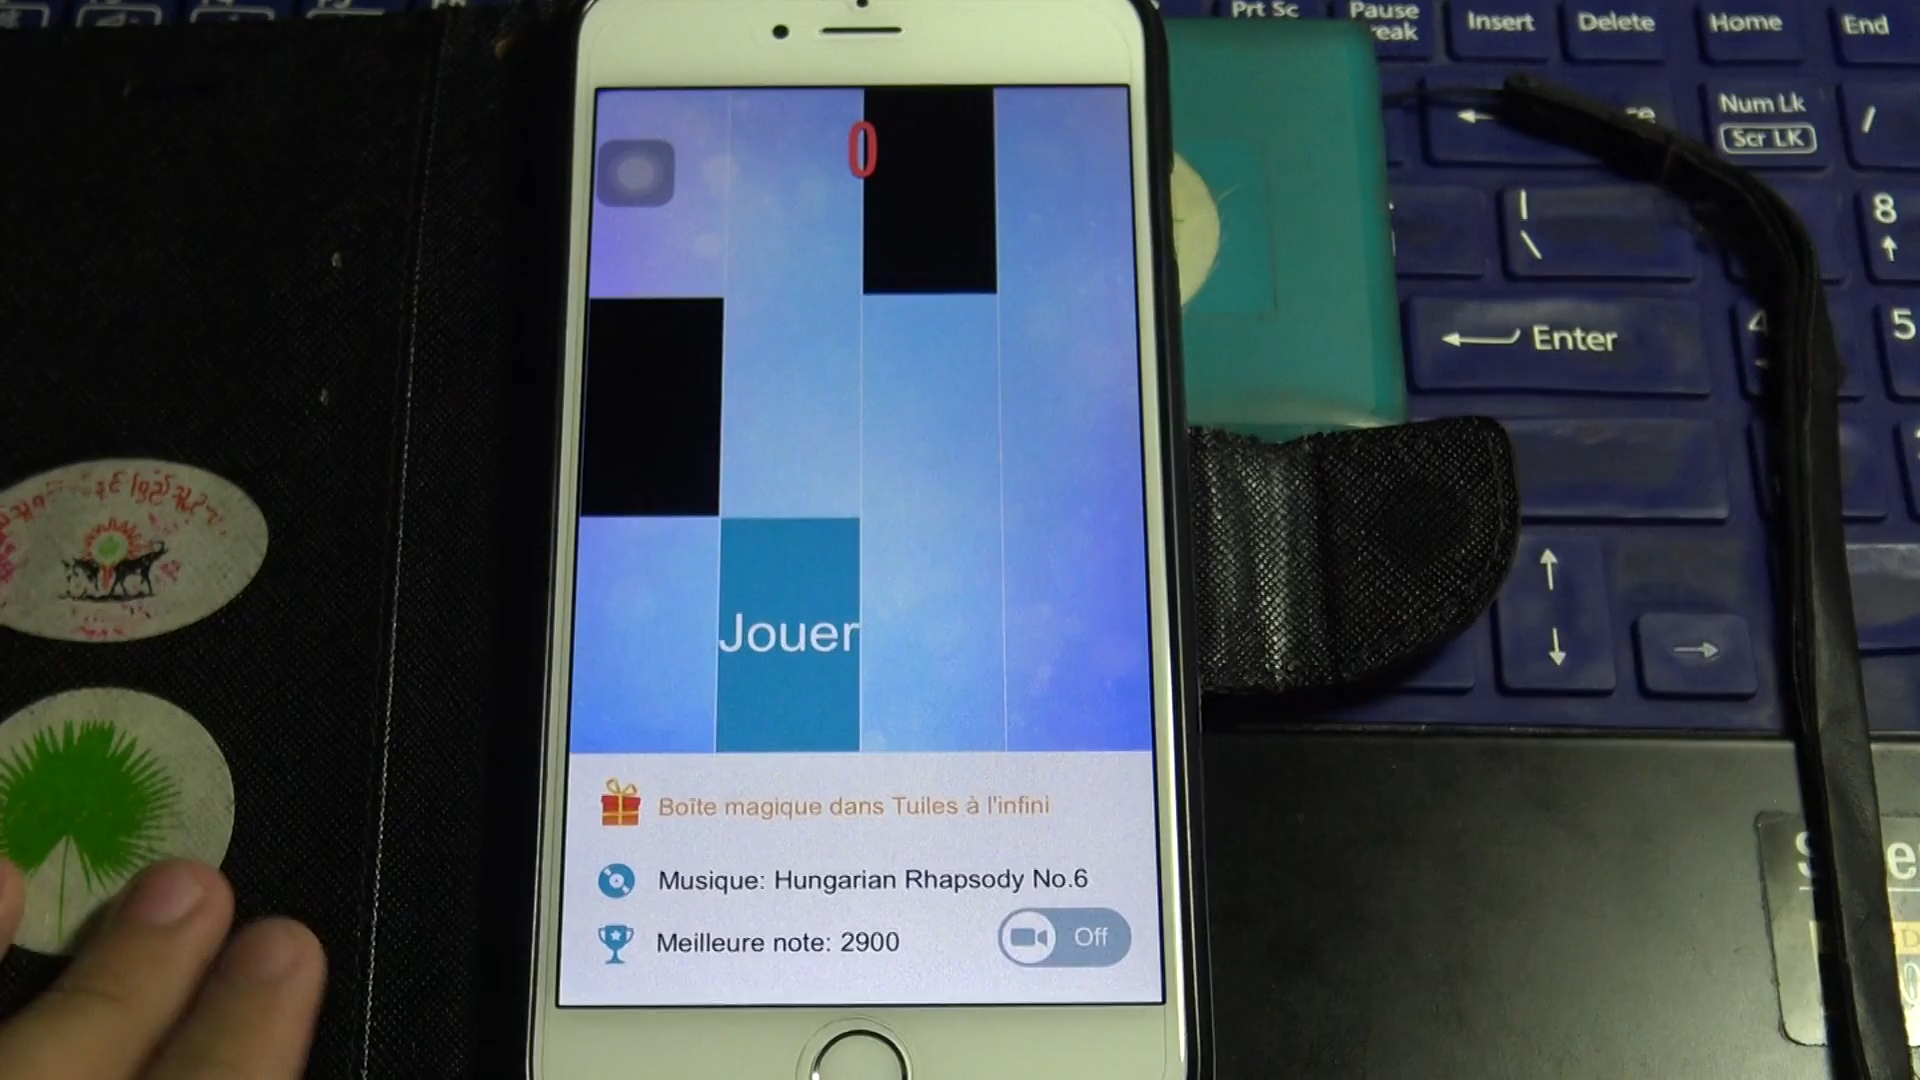 Prt Sc
Pause
Insert
Delete
Home
End
Num Lk
Scr LK
/
|
\
8
Enter
5
0
Jouer
Boîte magique dans Tuiles à l'infini
Musique: Hungarian Rhapsody No.6
Meilleure note: 2900
Off